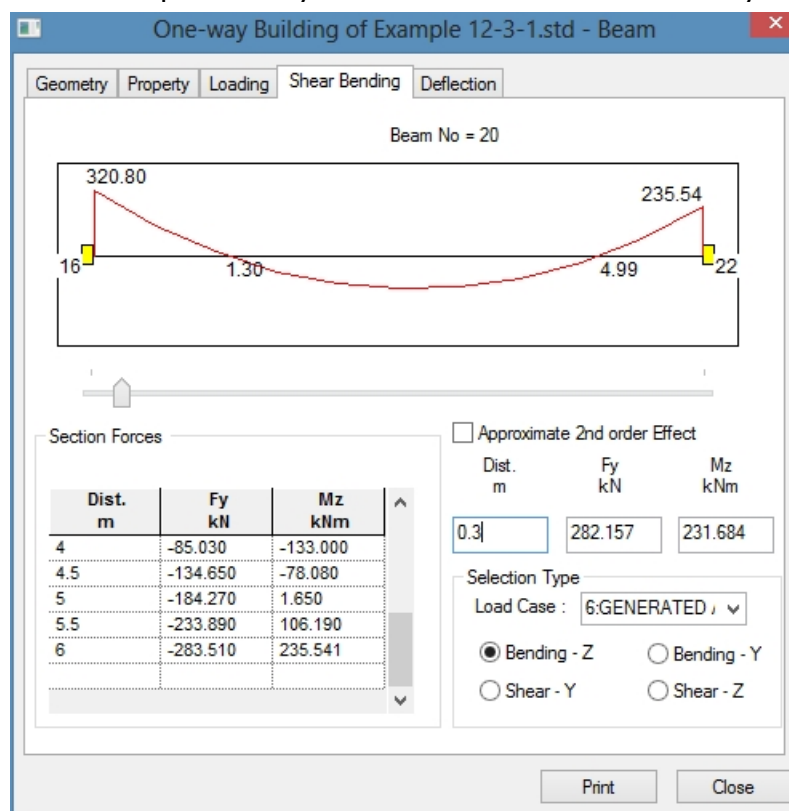 One-way Building of Example 12-3-1.std - Beam
Geometry Property Loading Shear Bending Deflection
Beam No = 20
320.80
235.54
16
1.30
4.99
22
Section Forces
Approximate 2nd order Effect
Dist. m Fy kN Mz kNm
0.3 282.157 231.684
Dist. m Fy kN Mz kNm
4 -85.030 -133.000
4.5 -134.650 -78.080
5 -184.270 1.650
5.5 -233.890 106.190
6 -283.510 235.541
Selection Type
Load Case : 6:GENERATED
Bending - Z Bending - Y
Shear - Y Shear - Z
Print Close